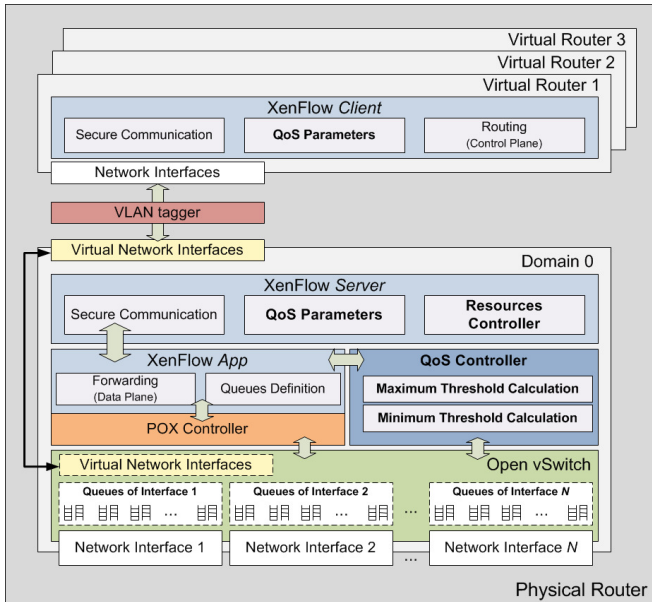 Virtual Router 3
Virtual Router 2
Virtual Router 1
XenFlow Client
Secure Communication
QoS Parameters
Routing
(Control Plane)
Network Interfaces
VLAN tagger
Virtual Network Interfaces
Domain 0
XenFlow Server
Secure Communication
QoS Parameters
Resources
Controller
XenFlow App
Forwarding
(Data Plane)
Queues Definition
POX Controller
QoS Controller
Maximum Threshold Calculation
Minimum Threshold Calculation
Virtual Network Interfaces
Open vSwitch
Queues of Interface 1
...
Queues of Interface 2
...
...
Queues of Interface N
...
Network Interface 1
Network Interface 2
...
Network Interface N
Physical Router